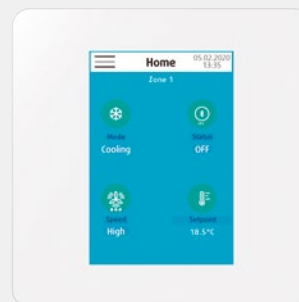 Home
05.02.2020
13:35
Zone 1
Mode
Status
Cooling
OFF
Speed
Setpoint
High
18.5°C